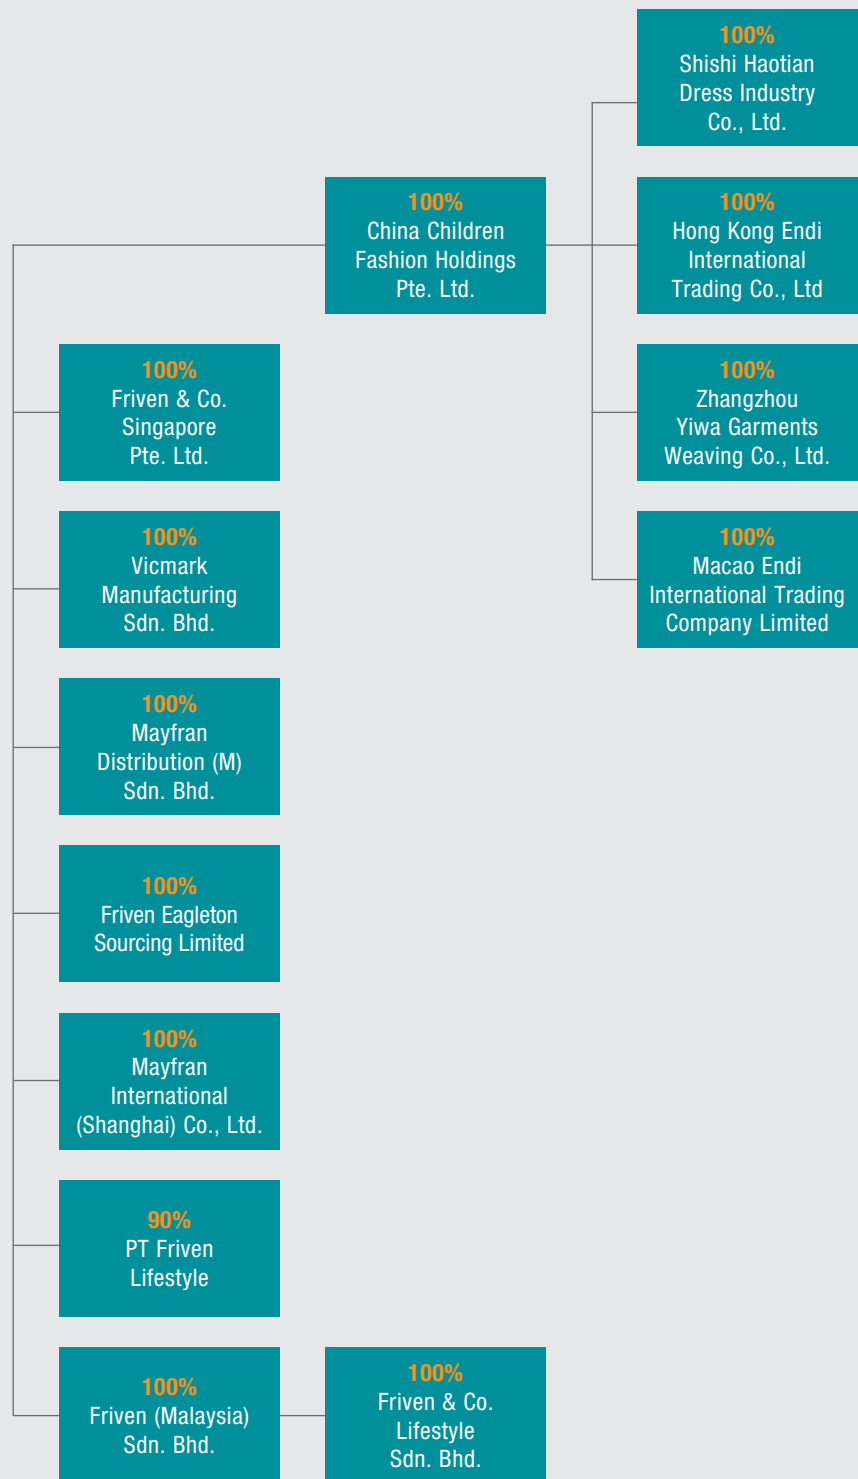 100%
Shishi Haotian
Dress Industry
Co., Ltd.
100%
China Children
Fashion Holdings
Pte. Ltd.
100%
Hong Kong Endi
International
Trading Co., Ltd
100%
Friven & Co.
Singapore
Pte. Ltd.
100%
Zhangzhou
Yiwa Garments
Weaving Co., Ltd.
100%
Vicmark
Manufacturing
Sdn. Bhd.
100%
Macao Endi
International Trading
Company Limited
100%
Mayfran
Distribution (M)
Sdn. Bhd.
100%
Friven Eagleton
Sourcing Limited
100%
Mayfran
International
(Shanghai) Co., Ltd.
90%
PT Friven
Lifestyle
100%
Friven (Malaysia)
Sdn. Bhd.
100%
Friven & Co.
Lifestyle
Sdn. Bhd.